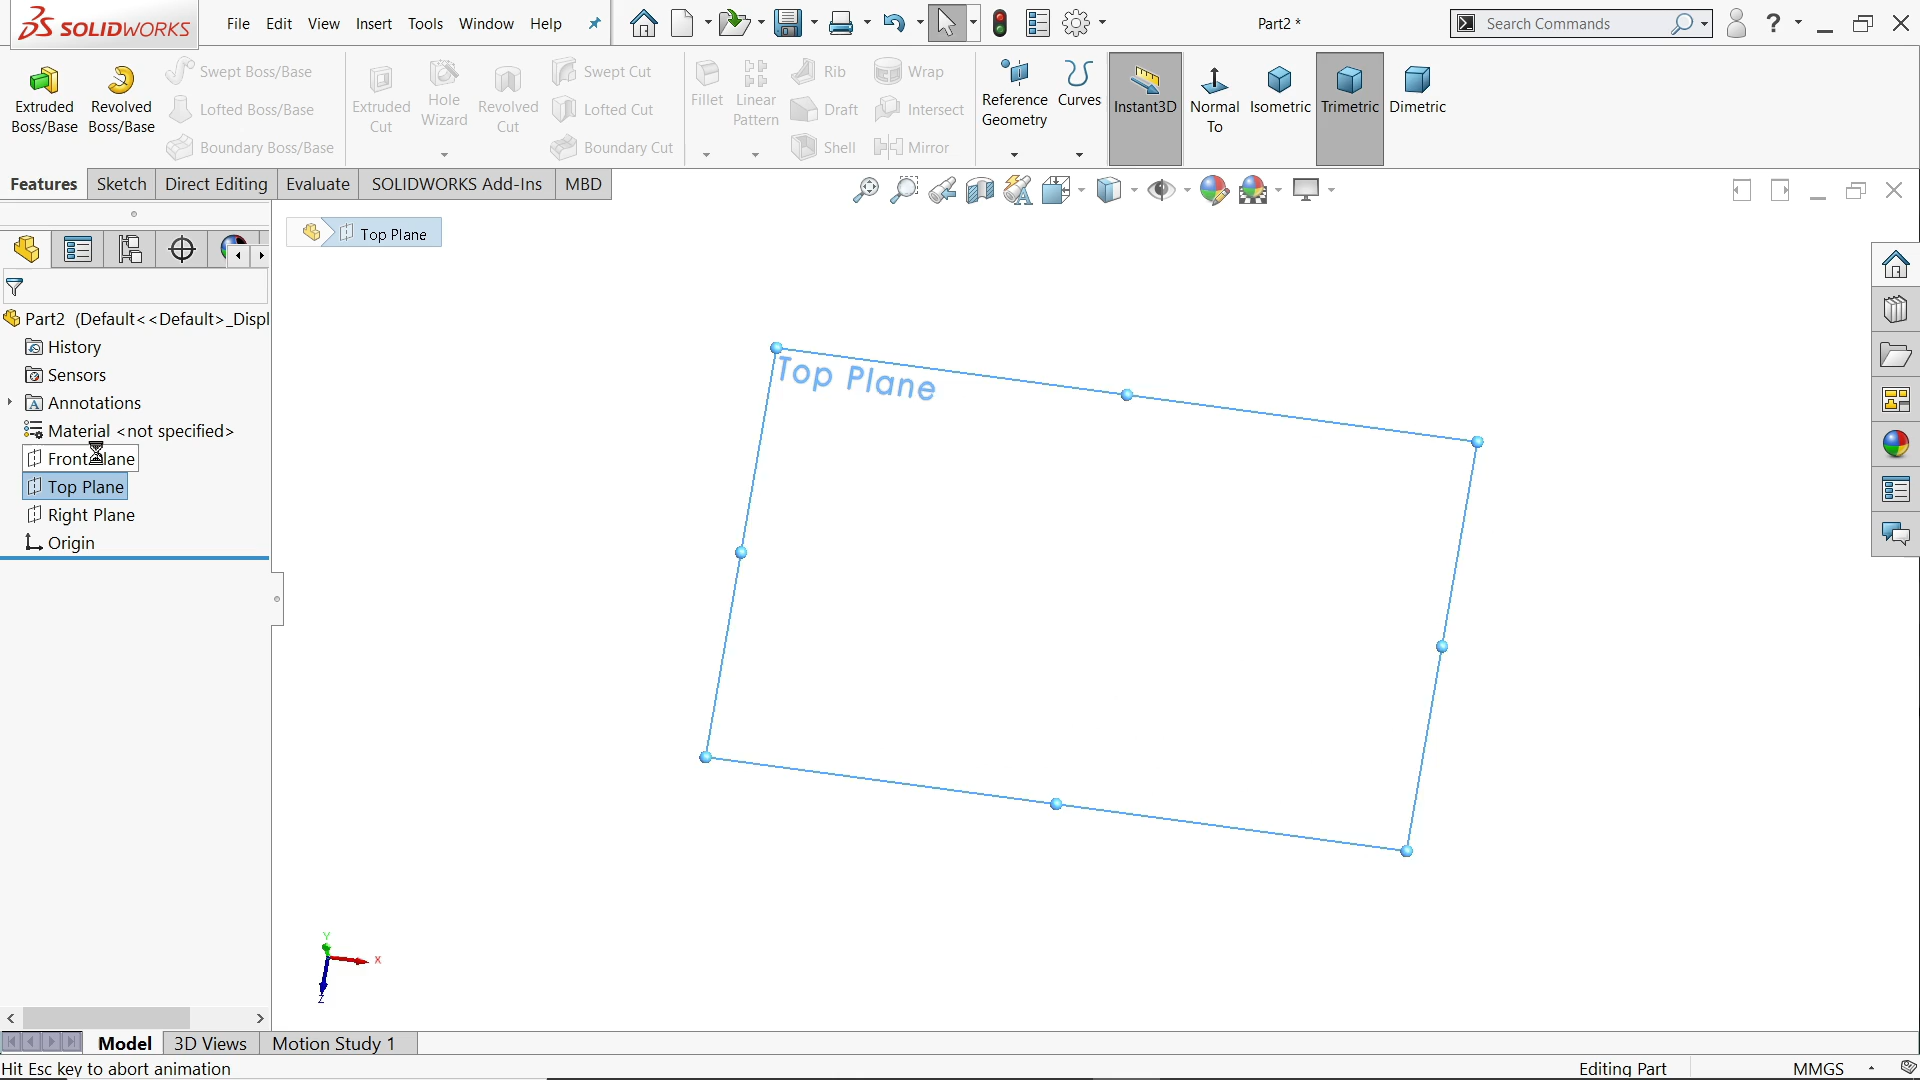 SOLIDWORKS
File Edit View Insert Tools Window Help
Part2 *
Search Commands
Extruded Boss/Base
Revolved Boss/Base
Swept Boss/Base
Lofted Boss/Base
Boundary Boss/Base
Extruded Cut
Hole Wizard
Revolved Cut
Swept Cut
Lofted Cut
Boundary Cut
Fillet
Linear Pattern
Rib
Draft
Shell
Wrap
Intersect
Mirror
Reference Geometry
Curves
Instant3D
Normal To
Isometric
Trimetric
Dimetric
Features Sketch Direct Editing Evaluate SOLIDWORKS Add-Ins MBD
Top Plane
Part2 (Default<<Default>_Displ
History
Sensors
Annotations
Material <not specified>
Front Plane
Top Plane
Right Plane
Origin
Top Plane
Y
X
Z
Model 3D Views Motion Study 1
Hit Esc key to abort animation
Editing Part
MMGS